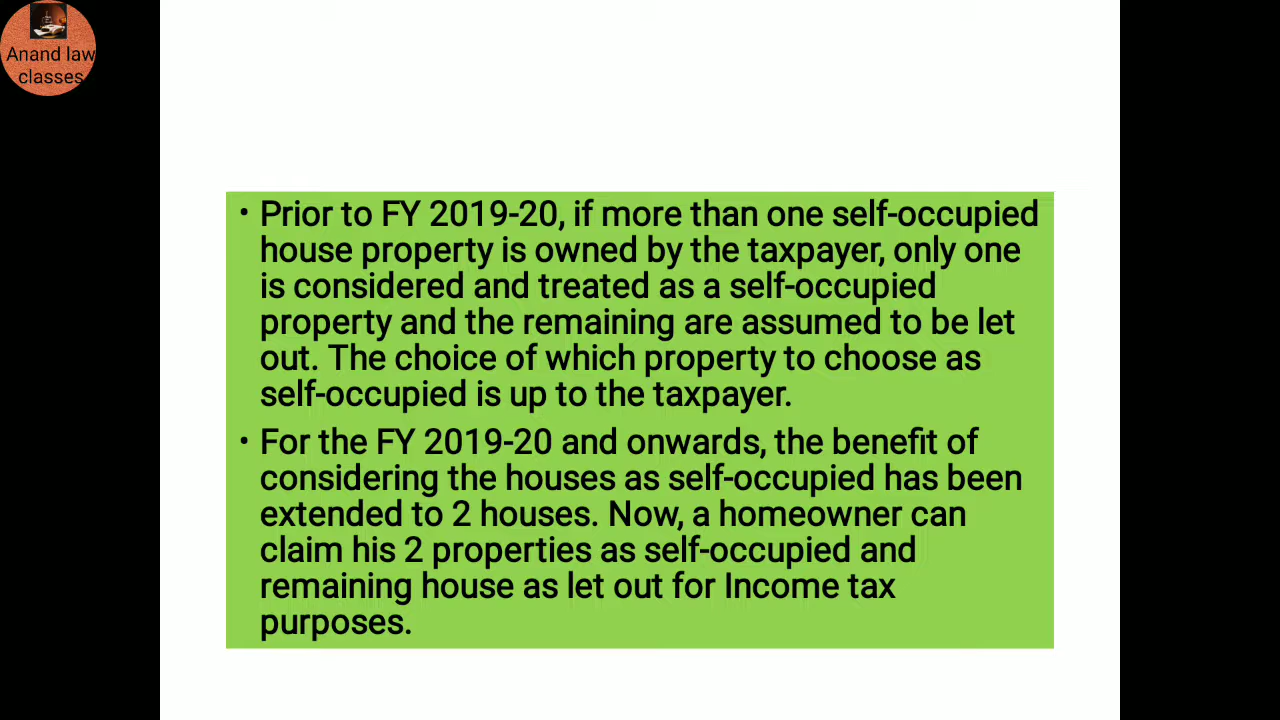 Anand law
classes
• Prior to FY 2019-20, if more than one self-occupied
house property is owned by the taxpayer, only one
is considered and treated as a self-occupied
property and the remaining are assumed to be let
out. The choice of which property to choose as
self-occupied is up to the taxpayer.
• For the FY 2019-20 and onwards, the benefit of
considering the houses as self-occupied has been
extended to 2 houses. Now, a homeowner can
claim his 2 properties as self-occupied and
remaining house as let out for Income tax
purposes.